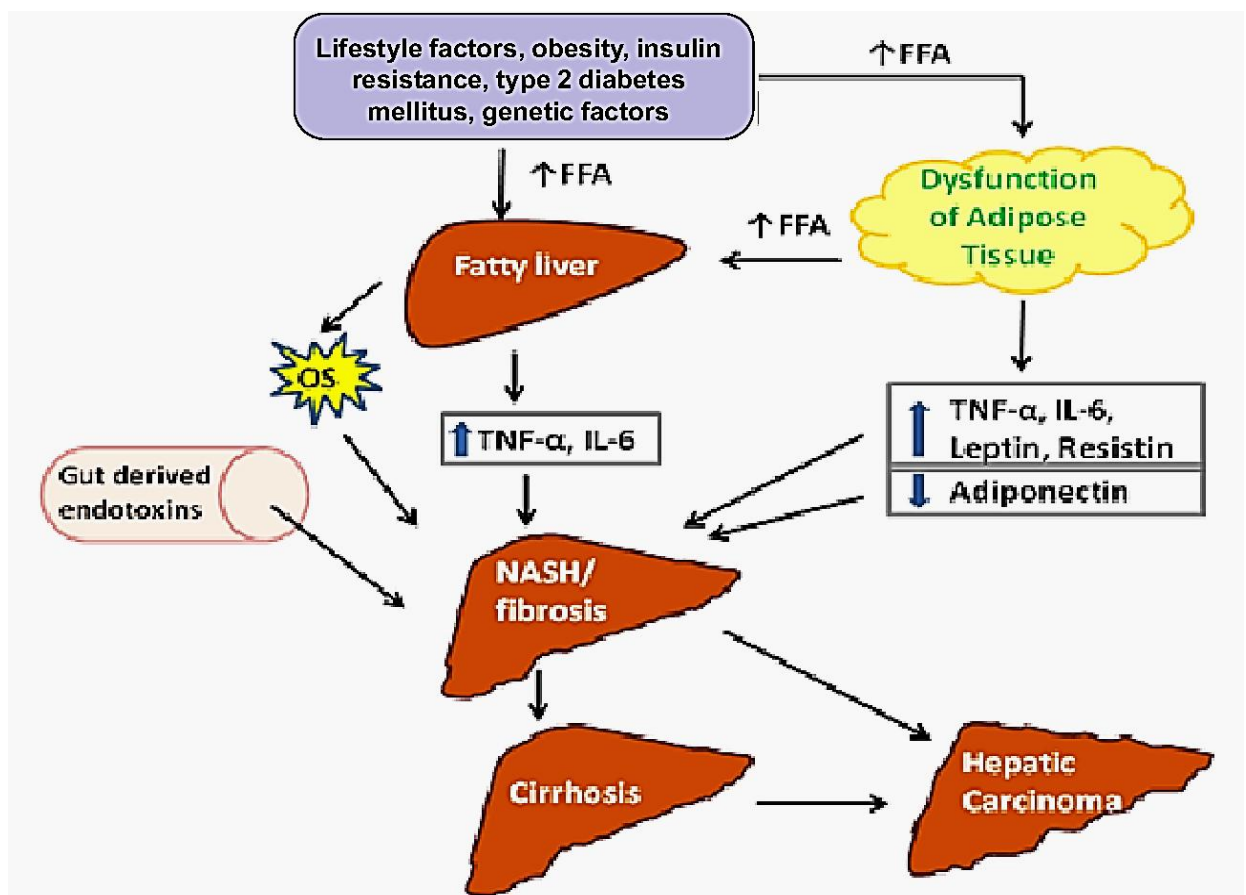 Lifestyle factors, obesity, insulin
resistance, type 2 diabetes
mellitus, genetic factors
↑FFA
↑FFA
Dysfunction
of Adipose
Tissue
↑FFA
Fatty liver
OS
TNF-α, IL-6
TNF-α, IL-6,
Leptin, Resistin
Adiponectin
Gut derived
endotoxins
NASH/
fibrosis
Cirrhosis
Hepatic
Carcinoma